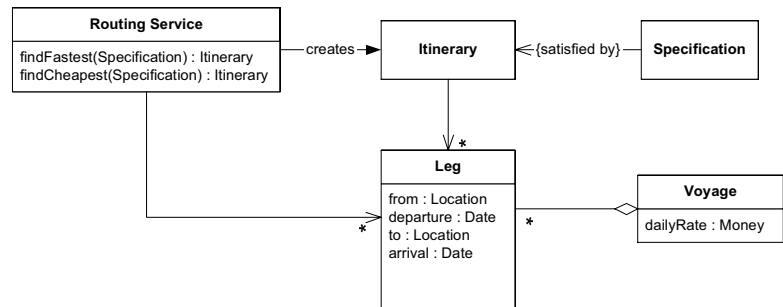 Routing Service
findFastest(Specification) : Itinerary
findCheapest(Specification) : Itinerary
creates
Itinerary
{satisfied by}
Specification
*
Leg
from : Location
departure : Date
to : Location
arrival : Date
*
*
Voyage
dailyRate : Money